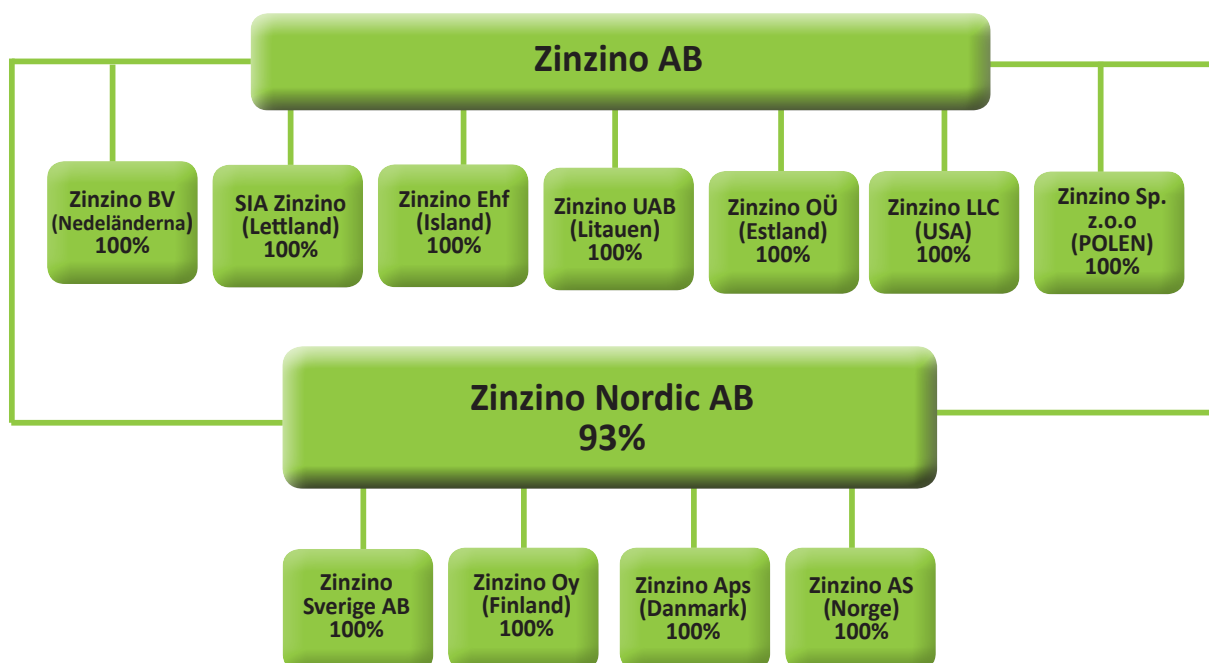 Zinzino AB
Zinzino BV
(Nedeländerna)
100%
SIA Zinzino
(Lettland)
100%
Zinzino Ehf
(Island)
100%
Zinzino UAB
(Litauen)
100%
Zinzino OÜ
(Estland)
100%
Zinzino LLC
(USA)
100%
Zinzino Sp.
z.o.o
(POLEN)
100%
Zinzino Nordic AB
93%
Zinzino
Sverige AB
100%
Zinzino Oy
(Finland)
100%
Zinzino Aps
(Danmark)
100%
Zinzino AS
(Norge)
100%